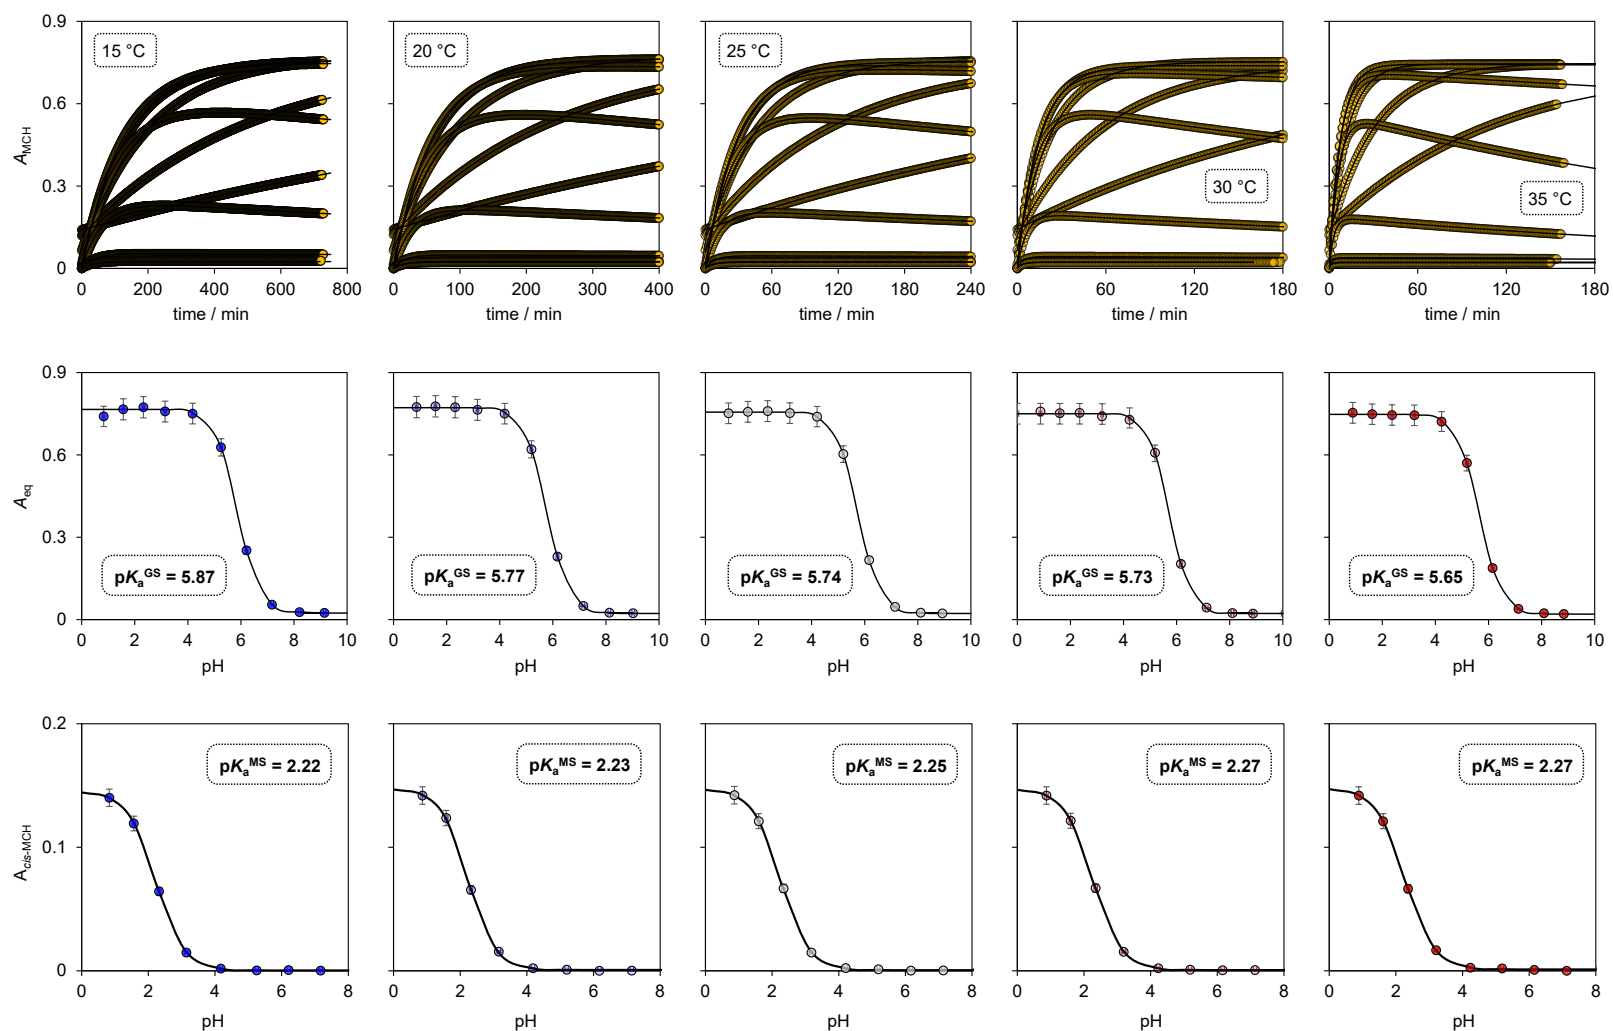 0.9 0.6 0.3 0
A_MCH
15 °C 20 °C 25 °C 30 °C 35 °C
0 200 400 600 800 0 100 200 300 400 0 60 120 180 240 0 60 120 180 0 60 120 180
time / min time / min time / min time / min time / min
0.9 0.6 0.3 0
A_eq
pK_a^GS = 5.87 pK_a^GS = 5.77 pK_a^GS = 5.74 pK_a^GS = 5.73 pK_a^GS = 5.65
0 2 4 6 8 10 0 2 4 6 8 10 0 2 4 6 8 10 0 2 4 6 8 10 0 2 4 6 8 10
pH pH pH pH pH
0.2 0.1 0
A_cis-MCH
pK_a^MS = 2.22 pK_a^MS = 2.23 pK_a^MS = 2.25 pK_a^MS = 2.27 pK_a^MS = 2.27
0 2 4 6 8 0 2 4 6 8 0 2 4 6 8 0 2 4 6 8 0 2 4 6 8
pH pH pH pH pH